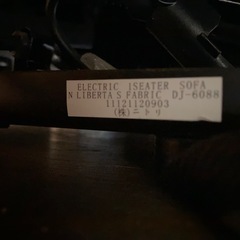 ELECTRIC 1SEATER SOFA
N LIBERTA S FABRIC DJ-6088
11121120903
(株)ニトリ